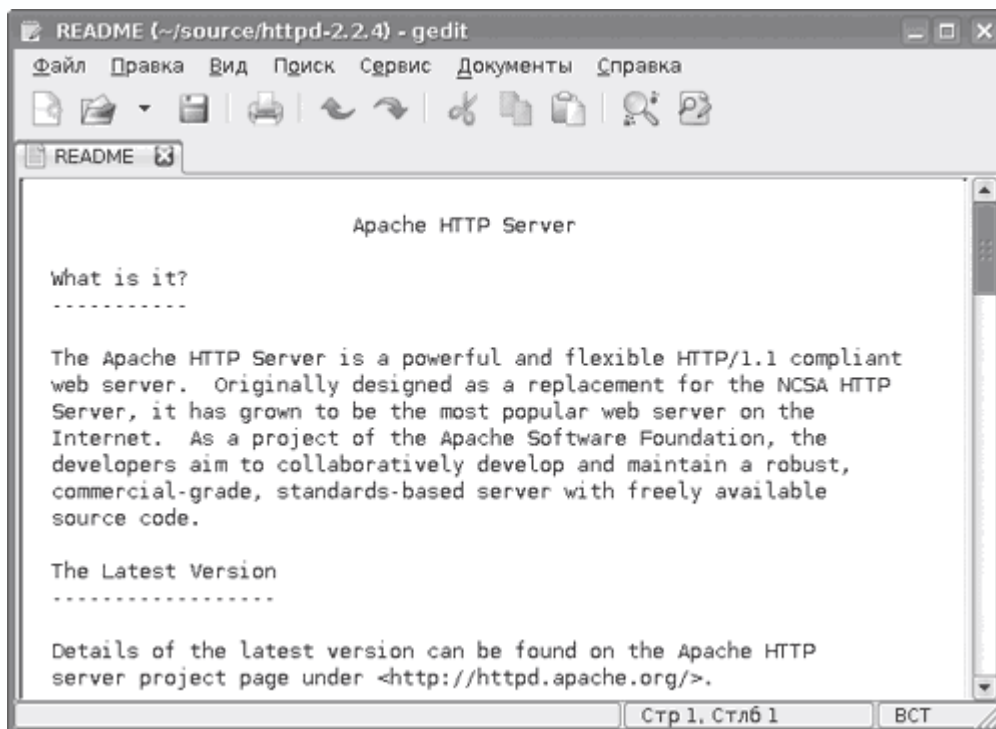 README (~/source/httpd-2.2.4) - gedit
Файл Правка Вид Поиск Сервис Документы Справка
README
Apache HTTP Server
What is it?
-----------
The Apache HTTP Server is a powerful and flexible HTTP/1.1 compliant
web server.  Originally designed as a replacement for the NCSA HTTP
Server, it has grown to be the most popular web server on the
Internet.  As a project of the Apache Software Foundation, the
developers aim to collaboratively develop and maintain a robust,
commercial-grade, standards-based server with freely available
source code.
The Latest Version
------------------
Details of the latest version can be found on the Apache HTTP
server project page under <http://httpd.apache.org/>.
Стр 1, Стлб 1 ВСТ